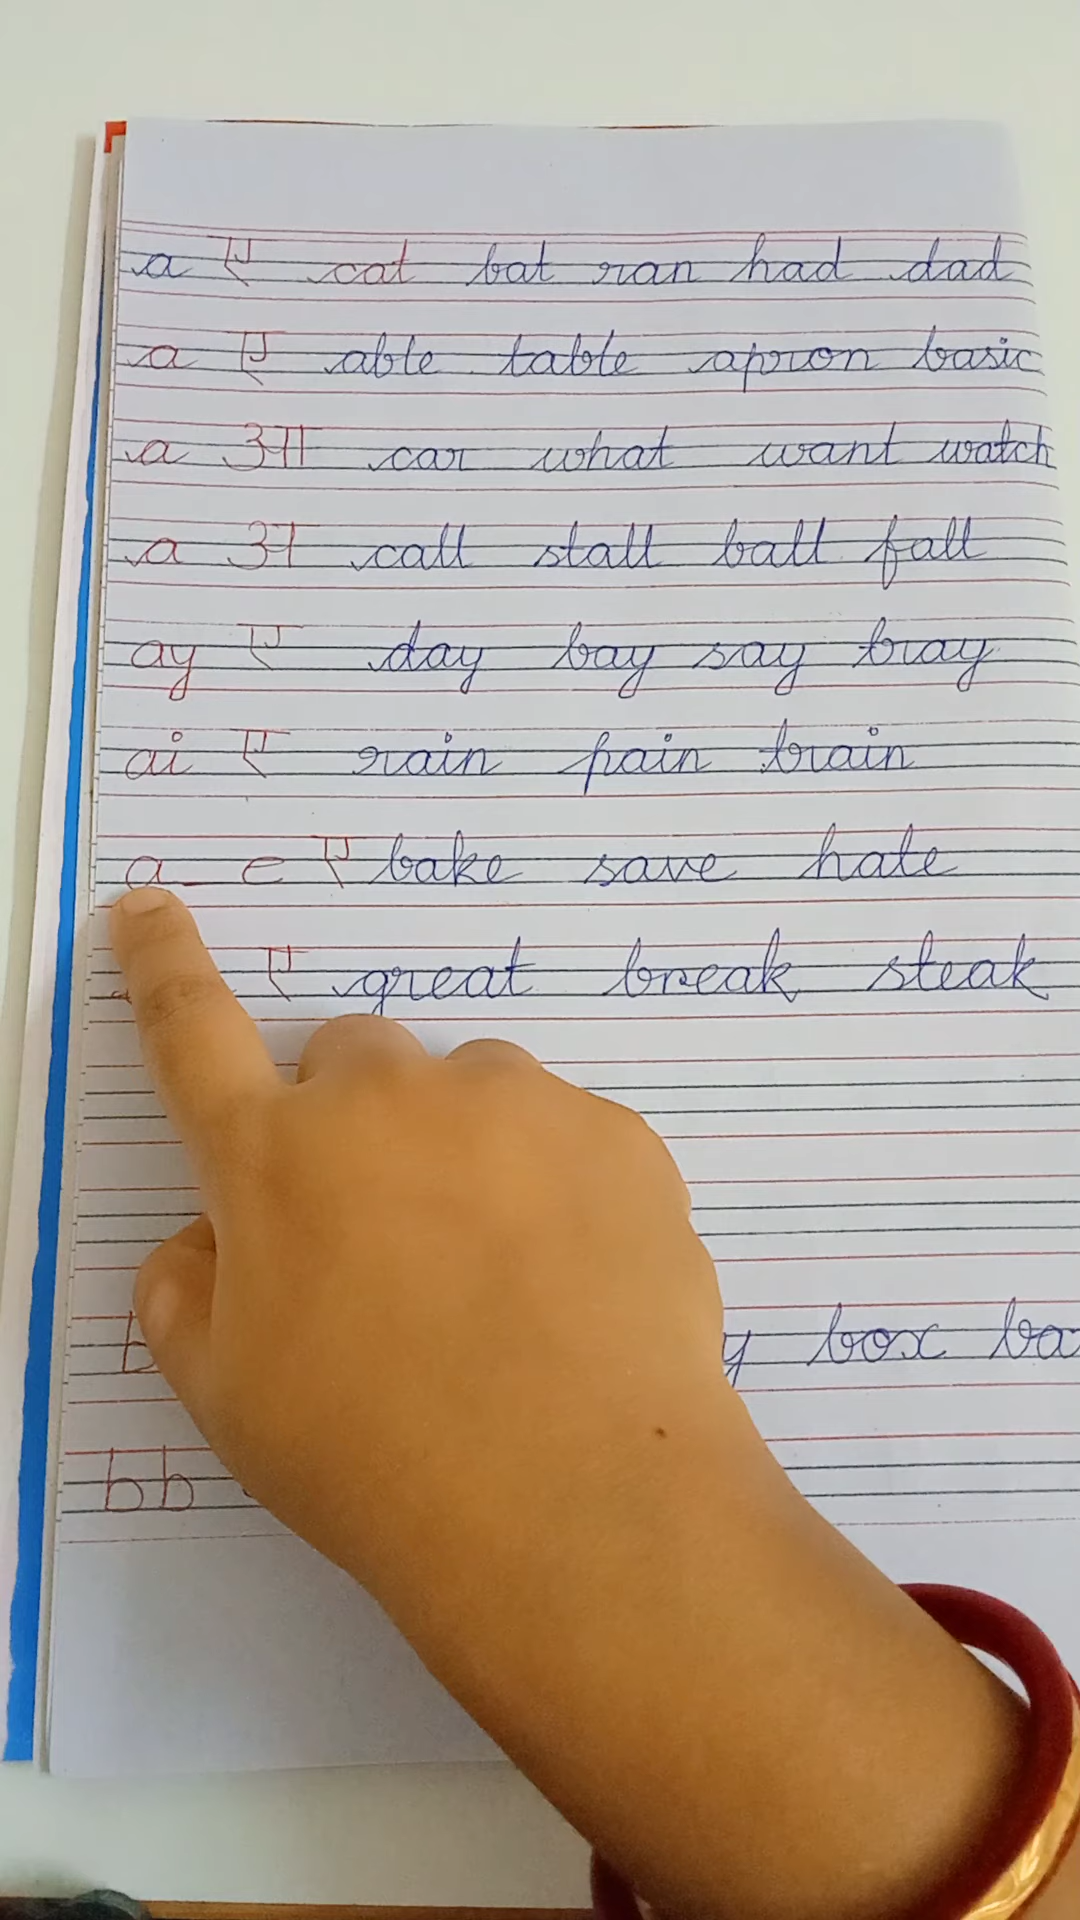 a ए cat bat ran had dad
a ए able table apron basic
a आ car what want watch
a अ call stall ball fall
ay ए day bay say bray
ai ए rain pain train
a_e ए bake save hate
ए great break steak
b box
bb